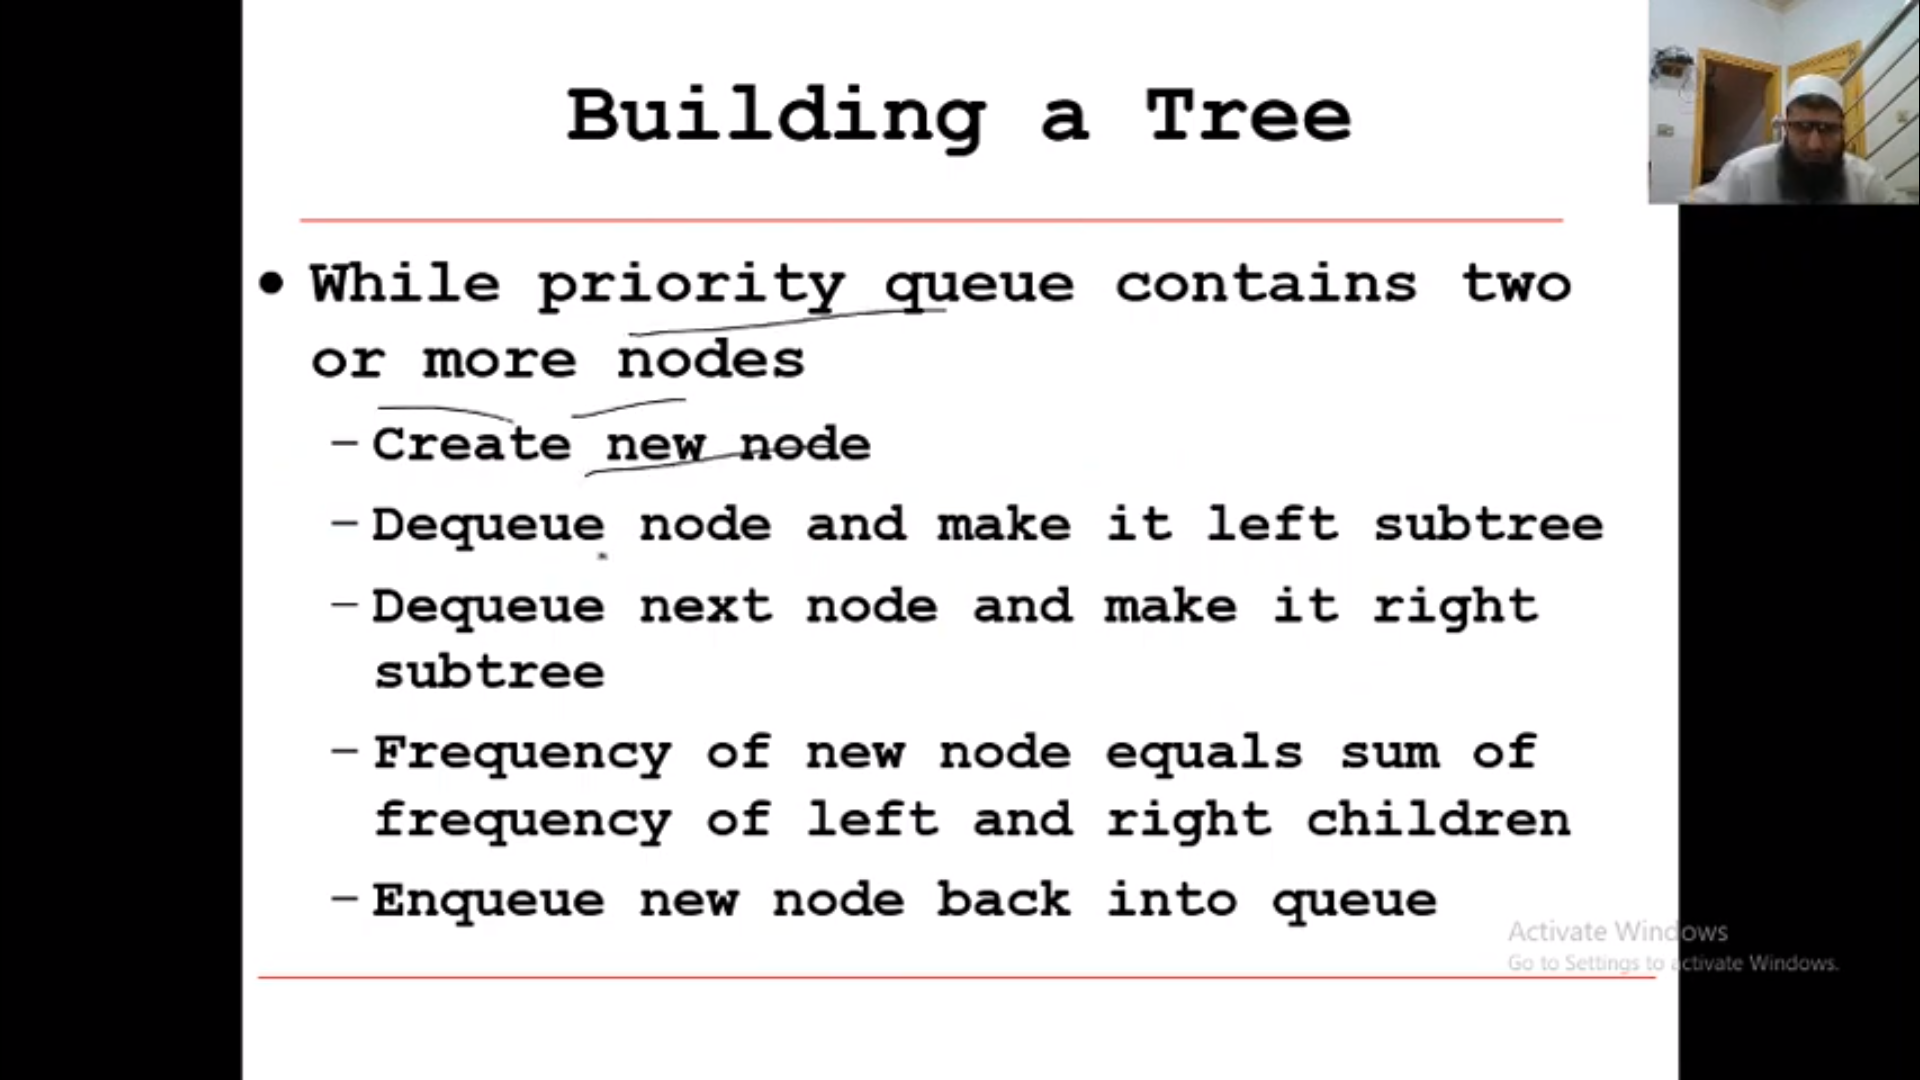 Building a Tree
• While priority queue contains two
or more nodes
– Create new node
– Dequeue node and make it left subtree
– Dequeue next node and make it right
subtree
– Frequency of new node equals sum of
frequency of left and right children
– Enqueue new node back into queue
Activate Windows
Go to Settings to activate Windows.